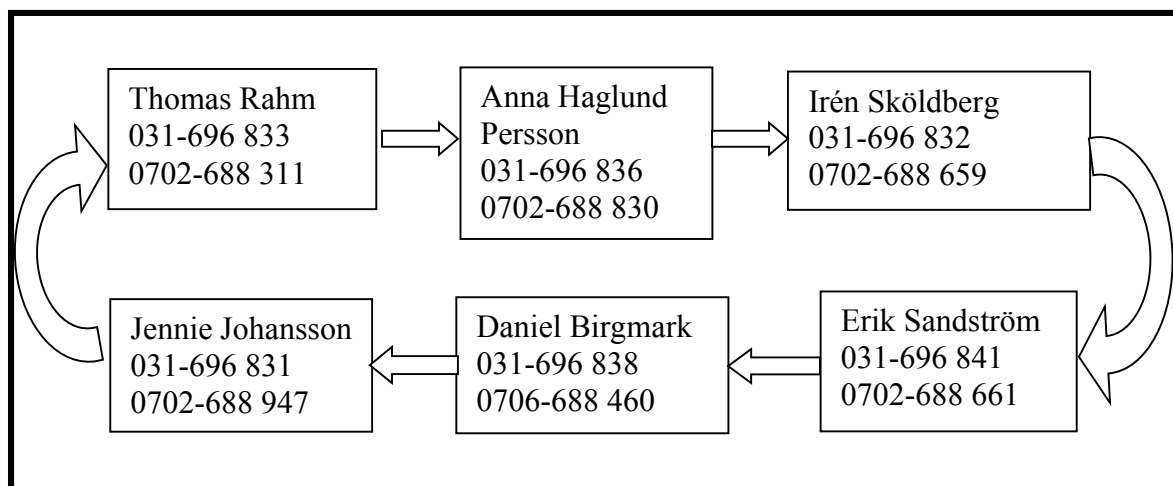 Thomas Rahm
031-696 833
0702-688 311
Anna Haglund
Persson
031-696 836
0702-688 830
Irén Sköldberg
031-696 832
0702-688 659
Erik Sandström
031-696 841
0702-688 661
Daniel Birgmark
031-696 838
0706-688 460
Jennie Johansson
031-696 831
0702-688 947